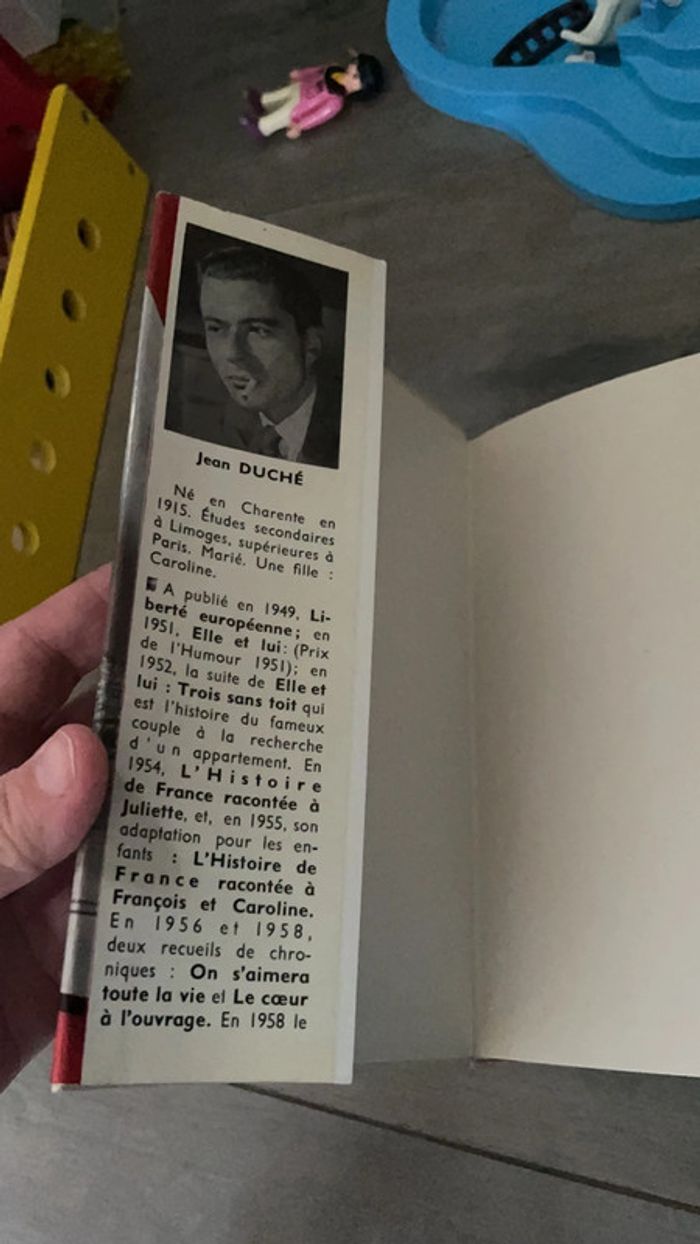 Jean DUCHÉ
Né en Charente en
1915. Études secondaires
à Limoges, supérieures à
Paris. Marié. Une fille :
Caroline.
A publié en 1949, Li-
berté européenne; en
1951, Elle et lui: (Prix
de l'Humour 1951); en
1952, la suite de Elle et
lui : Trois sans toit qui
est l'histoire du fameux
couple à la recherche
d'un appartement. En
1954, L'Histoire
de France racontée à
Juliette, et, en 1955, son
adaptation pour les en-
fants : L'Histoire de
France racontée à
François et Caroline.
En 1956 et 1958,
deux recueils de chro-
niques : On s'aimera
toute la vie et Le cœur
à l'ouvrage. En 1958 le